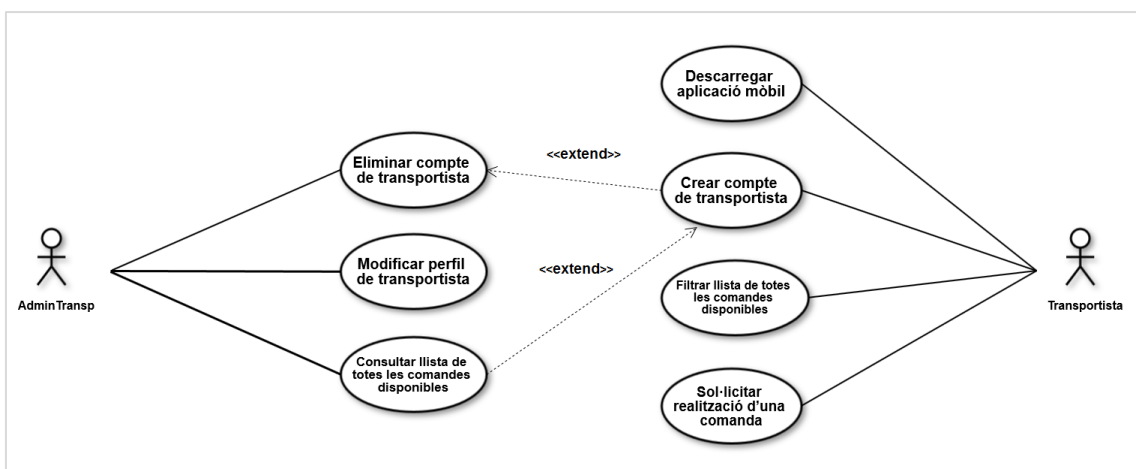 Descarregar
aplicació mòbil
<<extend>>
Eliminar compte
de transportista
Crear compte
de transportista
<<extend>>
Modificar perfil
de transportista
AdminTransp
Filtrar llista de totes
les comandes
disponibles
Transportista
Consultar llista de
totes les comandes
disponibles
Sol·licitar
realització d'una
comanda